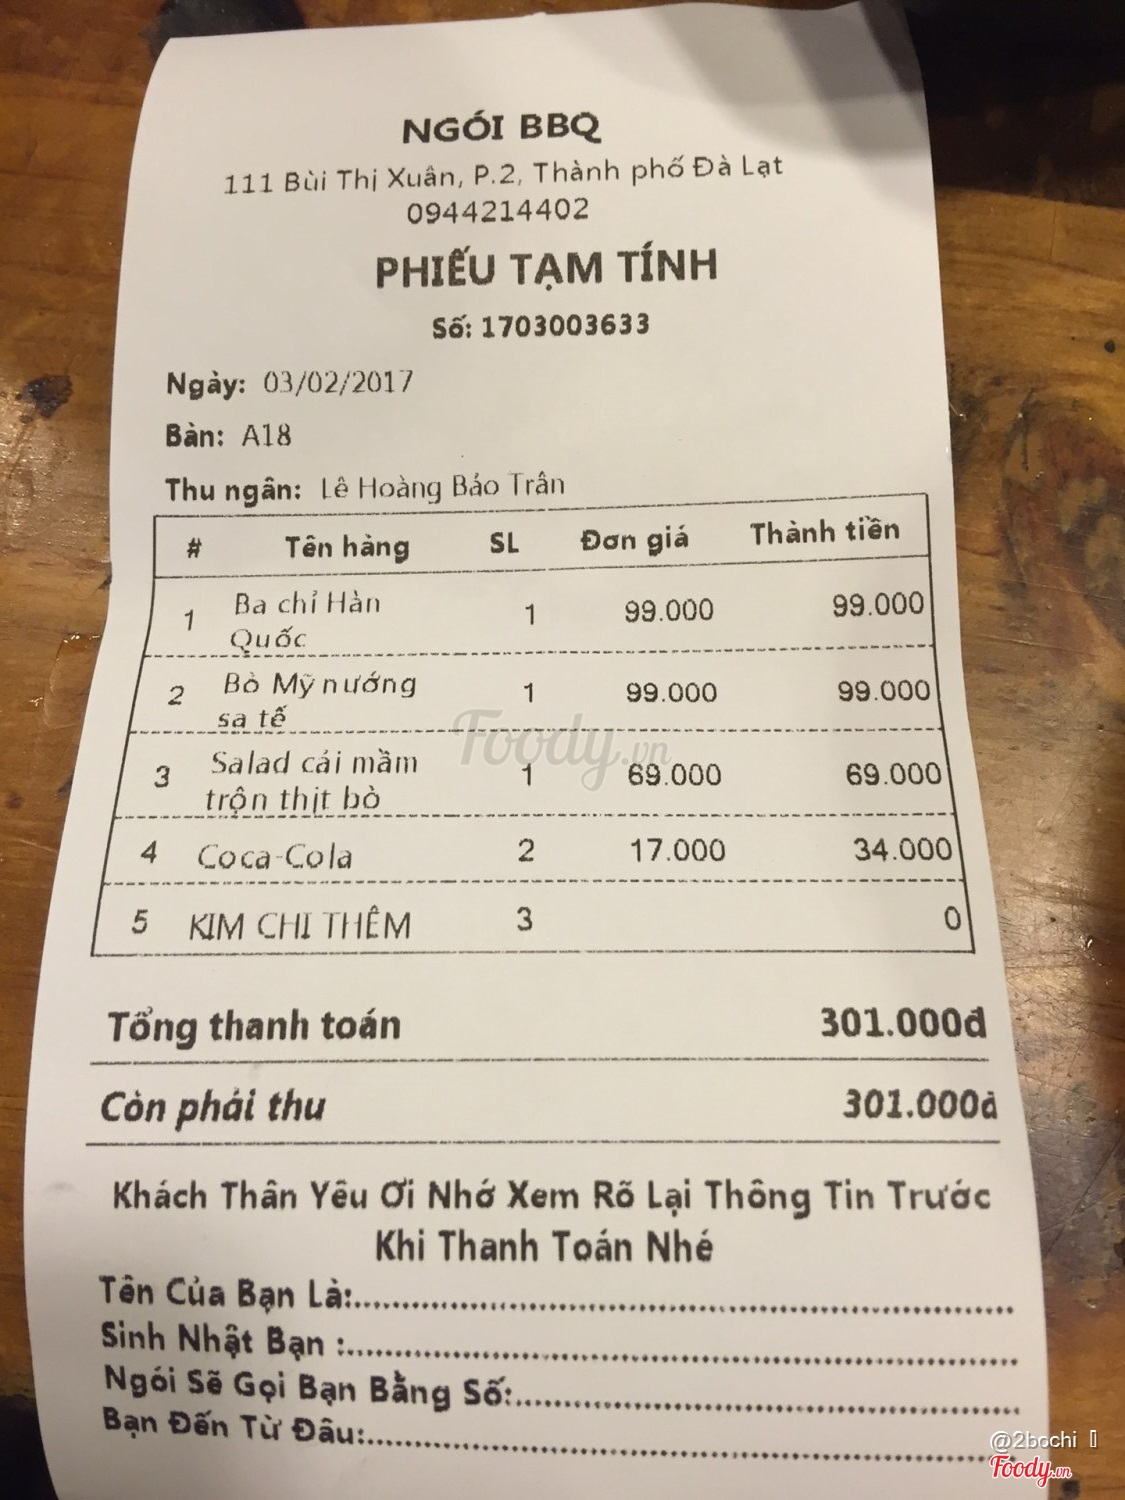 NGÓI BBQ
111 Bùi Thị Xuân, P.2, Thành phố Đà Lạt
0944214402
PHIẾU TẠM TÍNH
Số: 1703003633
Ngày: 03/02/2017
Bàn: A18
Thu ngân: Lê Hoàng Bảo Trân
# Tên hàng SL Đơn giá Thành tiền
1 Ba chỉ Hàn Quốc 1 99.000 99.000
2 Bò Mỹ nướng sa tế 1 99.000 99.000
3 Salad cải mầm trộn thịt bò 1 69.000 69.000
4 Coca-Cola 2 17.000 34.000
5 KIM CHI THÊM 3 0
Tổng thanh toán 301.000đ
Còn phải thu 301.000đ
Khách Thân Yêu Ơi Nhớ Xem Rõ Lại Thông Tin Trước
Khi Thanh Toán Nhé
Tên Của Bạn Là:
Sinh Nhật Bạn :
Ngói Sẽ Gọi Bạn Bằng Số:
Bạn Đến Từ Đâu:
Foody.vn
@2bochi
Foody.vn